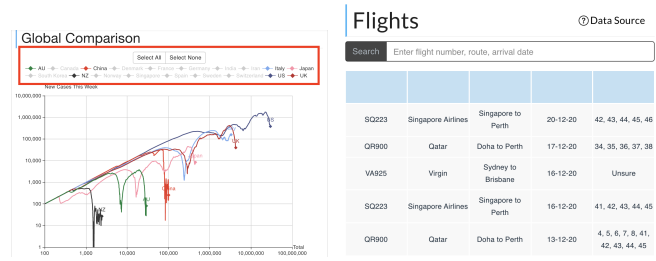 Global Comparison
Select All Select None
AU Canada China Denmark France Germany India Iran Italy Japan
South Korea NZ Norway Singapore Spain Sweden Switzerland US UK
New Cases This Week
10,000,000
1,000,000
100,000
10,000
1,000
100
10
1
100 1,000 10,000 100,000 1,000,000 10,000,000 100,000,000
Total
US
UK
Japan
China
AU
NZ
Flights
? Data Source
Search Enter flight number, route, arrival date
SQ223 Singapore Airlines Singapore to Perth 20-12-20 42, 43, 44, 45, 46
QR900 Qatar Doha to Perth 17-12-20 34, 35, 36, 37, 38
VA925 Virgin Sydney to Brisbane 16-12-20 Unsure
SQ223 Singapore Airlines Singapore to Perth 16-12-20 41, 42, 43, 44, 45
QR900 Qatar Doha to Perth 13-12-20 4, 5, 6, 7, 8, 41, 42, 43, 44, 45